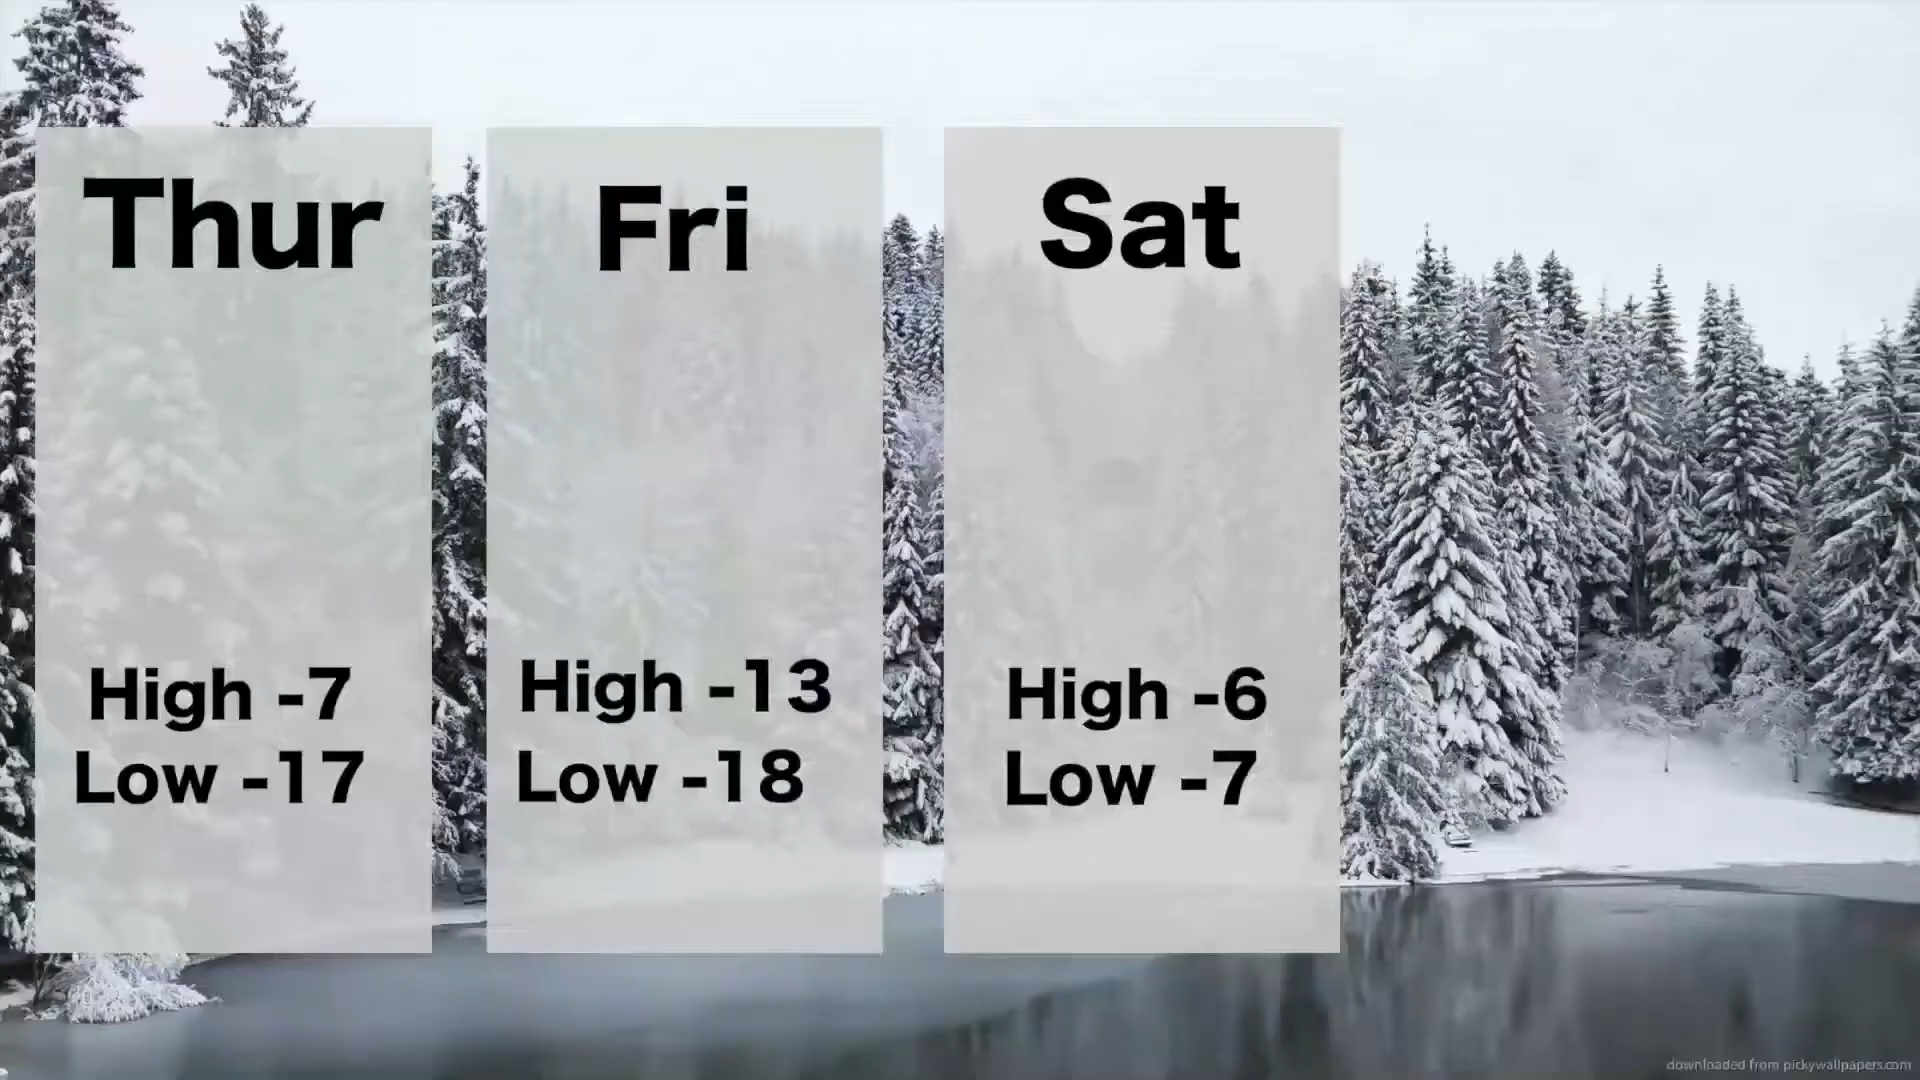 Thur
High -7
Low -17
Fri
High -13
Low -18
Sat
High -6
Low -7
downloaded from pickywallpapers.com